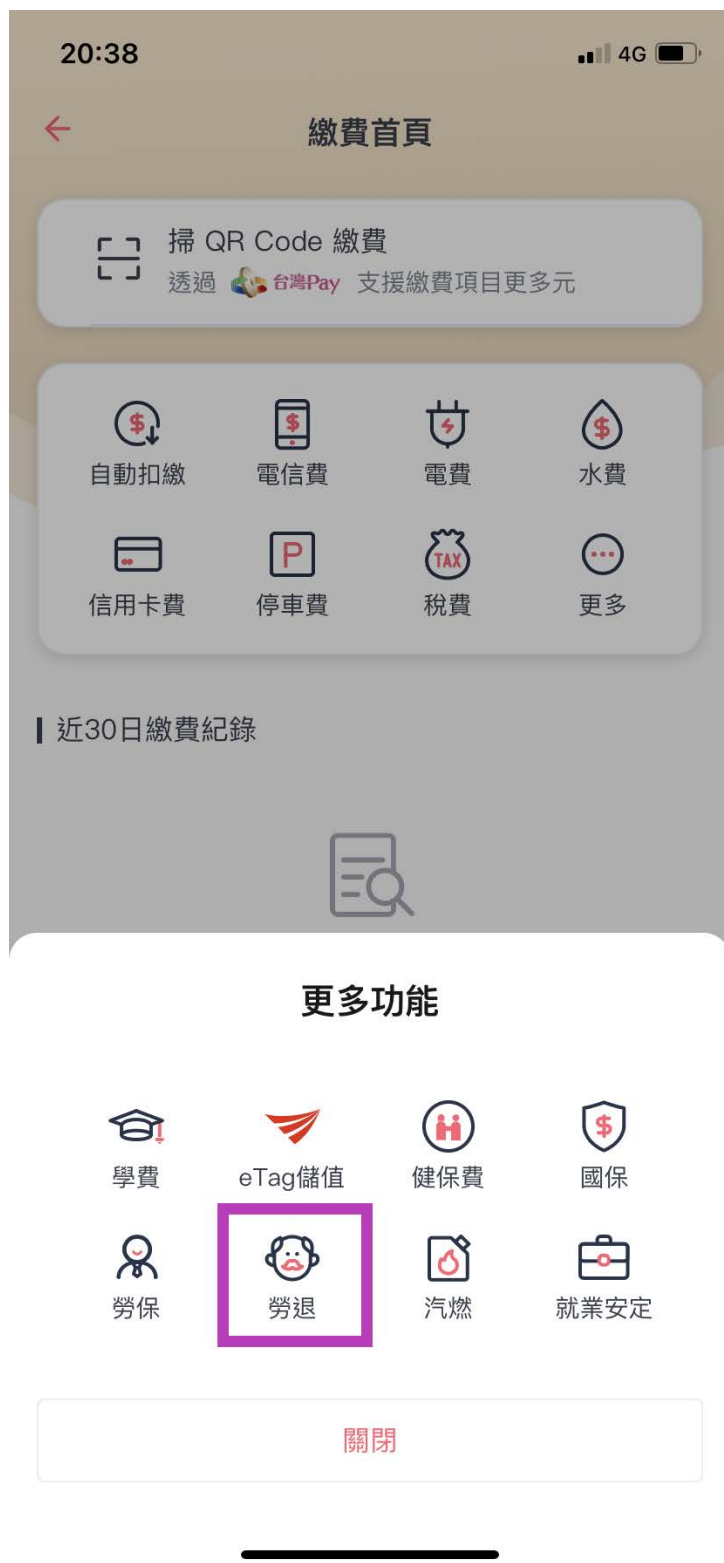 20:38
4G
繳費首頁
掃 QR Code 繳費
透過 台灣Pay 支援繳費項目更多元
自動扣繳 電信費 電費 水費
P TAX
信用卡費 停車費 稅費 更多
近30日繳費紀錄
更多功能
學費 eTag儲值 健保費 國保
勞保 勞退 汽燃 就業安定
關閉